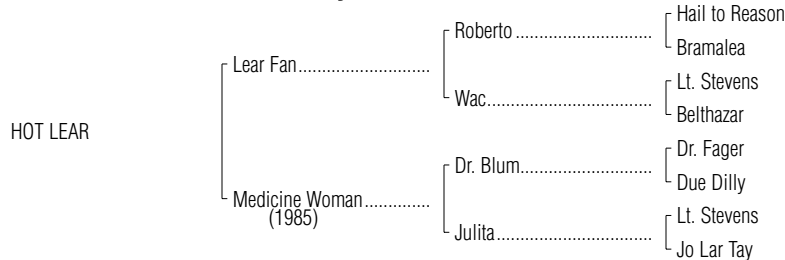 Hail to Reason
Roberto ..............................
Bramalea
Lear Fan.............................
Lt. Stevens
Wac....................................
Belthazar
HOT LEAR
Dr. Fager
Dr. Blum..............................
Due Dilly
Medicine Woman..............
(1985)
Lt. Stevens
Julita..................................
Jo Lar Tay